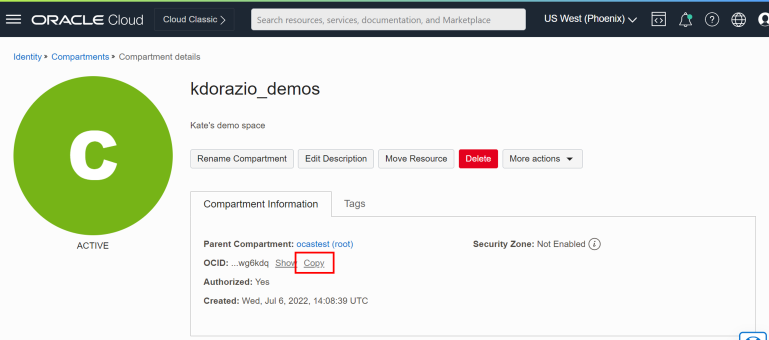 ORACLE Cloud Cloud Classic > Search resources, services, documentation, and Marketplace US West (Phoenix)
Identity » Compartments » Compartment details
C
ACTIVE
kdorazio_demos
Kate's demo space
Rename Compartment Edit Description Move Resource Delete More actions
Compartment Information Tags
Parent Compartment: ocastest (root) Security Zone: Not Enabled
OCID: ...wg6kdq Show Copy
Authorized: Yes
Created: Wed, Jul 6, 2022, 14:08:39 UTC